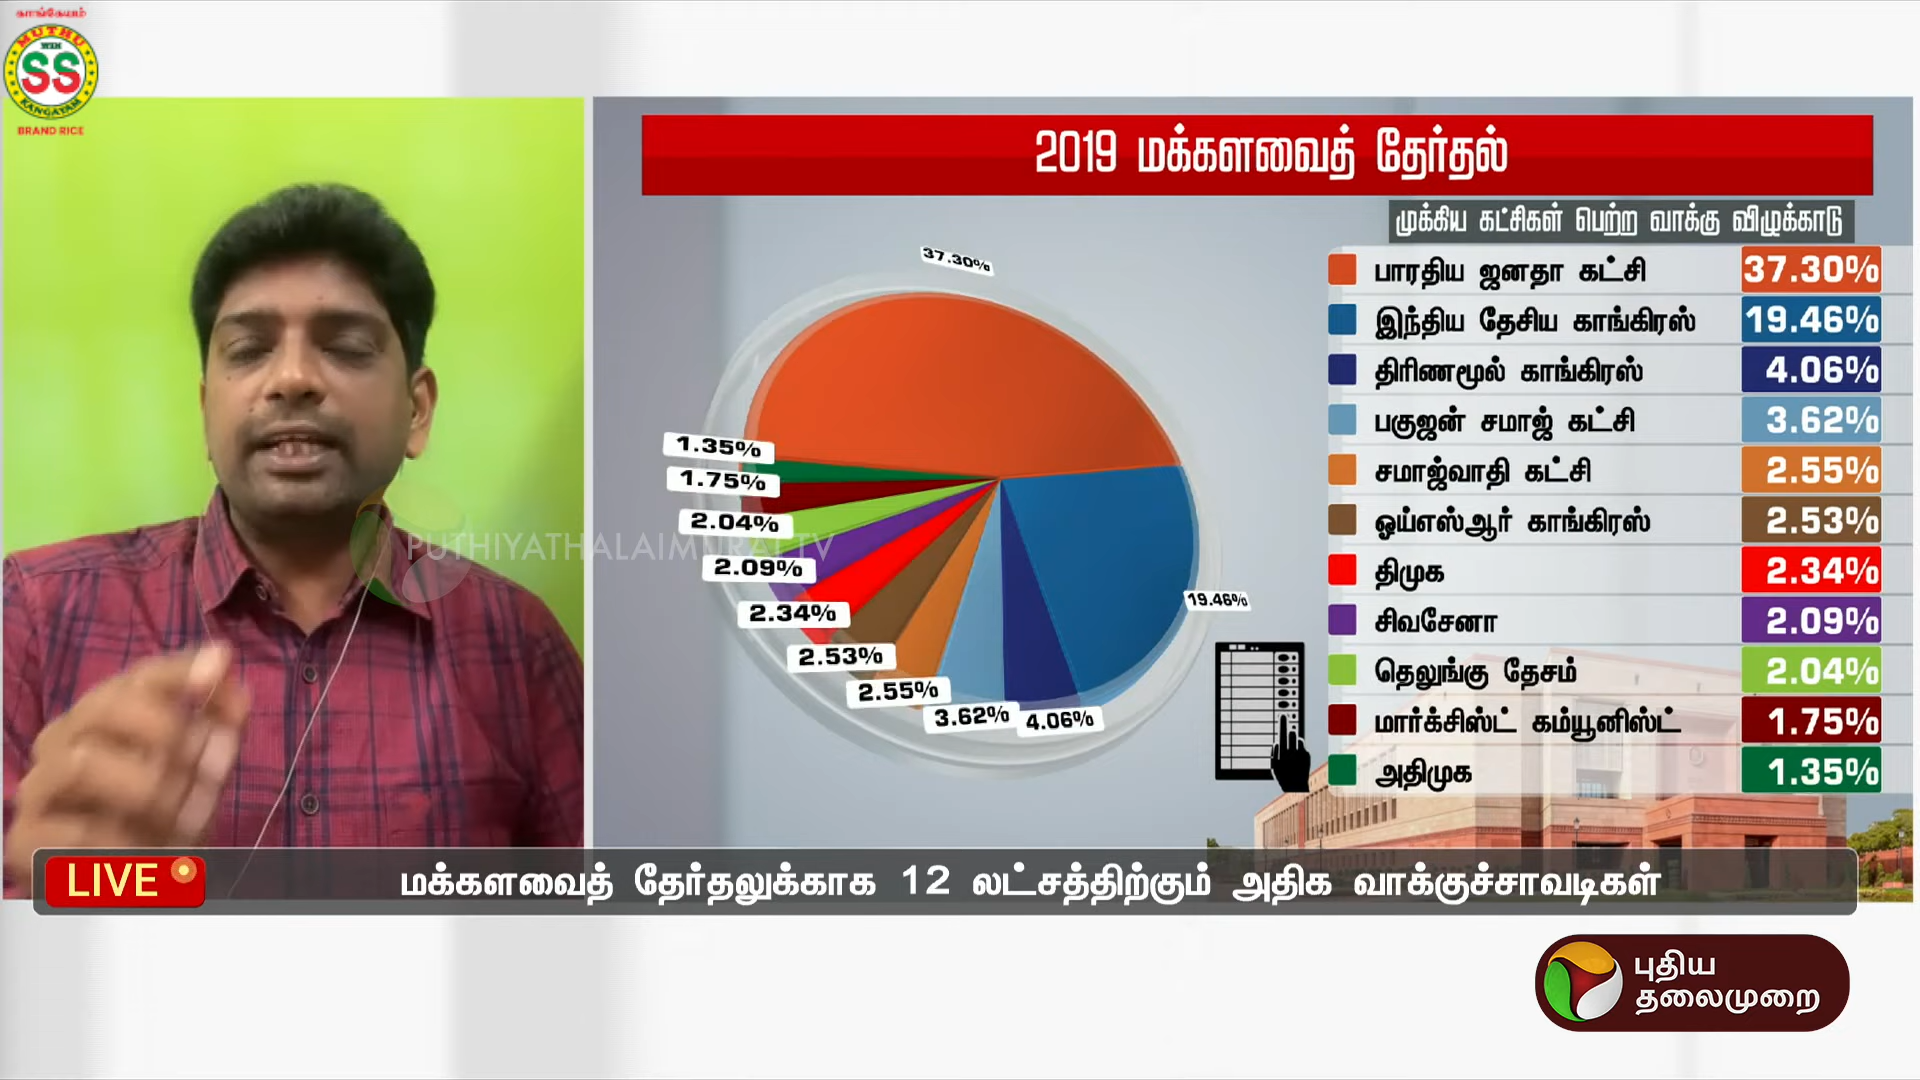 காங்கேயம்
MUTHU
WIN
SS
KANGAYAM
BRAND RICE
2019 மக்களவைத் தேர்தல்
முக்கிய கட்சிகள் பெற்ற வாக்கு விழுக்காடு
பாரதிய ஜனதா கட்சி 37.30%
இந்திய தேசிய காங்கிரஸ் 19.46%
திரிணமூல் காங்கிரஸ் 4.06%
பகுஜன் சமாஜ் கட்சி 3.62%
சமாஜ்வாதி கட்சி 2.55%
ஒய்எஸ்ஆர் காங்கிரஸ் 2.53%
திமுக 2.34%
சிவசேனா 2.09%
தெலுங்கு தேசம் 2.04%
மார்க்சிஸ்ட் கம்யூனிஸ்ட் 1.75%
அதிமுக 1.35%
37.30%
1.35%
1.75%
2.04%
2.09%
2.34%
2.53%
2.55%
3.62%
4.06%
19.46%
PUTHIYATHALAIMURAI TV
LIVE
மக்களவைத் தேர்தலுக்காக 12 லட்சத்திற்கும் அதிக வாக்குச்சாவடிகள்
புதிய
தலைமுறை